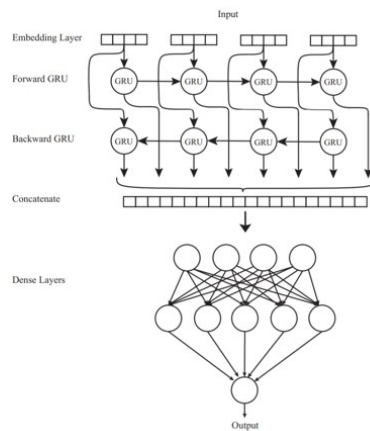 Input
Embedding Layer
Forward GRU
GRU GRU GRU GRU
Backward GRU
GRU GRU GRU GRU
Concatenate
Dense Layers
Output